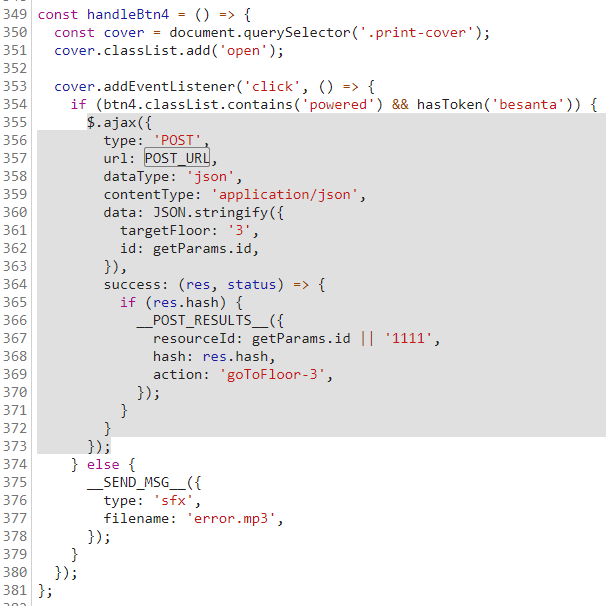 349 const handleBtn4 = () => {
350   const cover = document.querySelector('.print-cover');
351   cover.classList.add('open');
352
353   cover.addEventListener('click', () => {
354     if (btn4.classList.contains('powered') && hasToken('besanta')) {
355       $.ajax({
356         type: 'POST',
357         url: POST_URL,
358         dataType: 'json',
359         contentType: 'application/json',
360         data: JSON.stringify({
361           targetFloor: '3',
362           id: getParams.id,
363         }),
364         success: (res, status) => {
365           if (res.hash) {
366             __POST_RESULTS__({
367               resourceId: getParams.id || '1111',
368               hash: res.hash,
369               action: 'goToFloor-3',
370             });
371           }
372         }
373       });
374     } else {
375       __SEND_MSG__({
376         type: 'sfx',
377         filename: 'error.mp3',
378       });
379     }
380   });
381 };